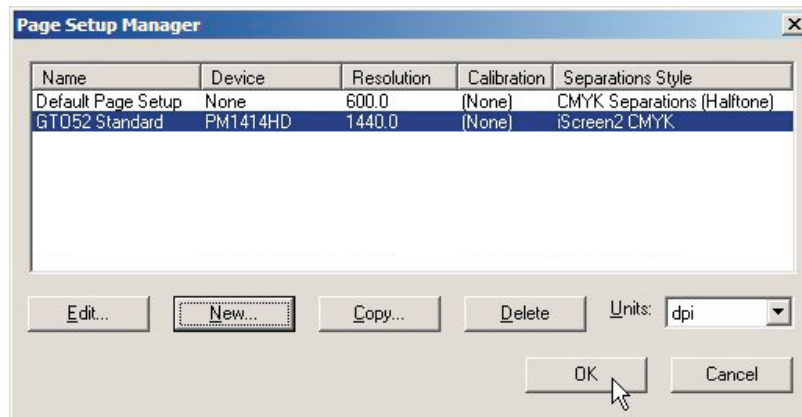 Page Setup Manager
Name Device Resolution Calibration Separations Style
Default Page Setup None 600.0 (None) CMYK Separations (Halftone)
GTO52 Standard PM1414HD 1440.0 (None) iScreen2 CMYK
Edit... New... Copy... Delete Units: dpi
OK Cancel